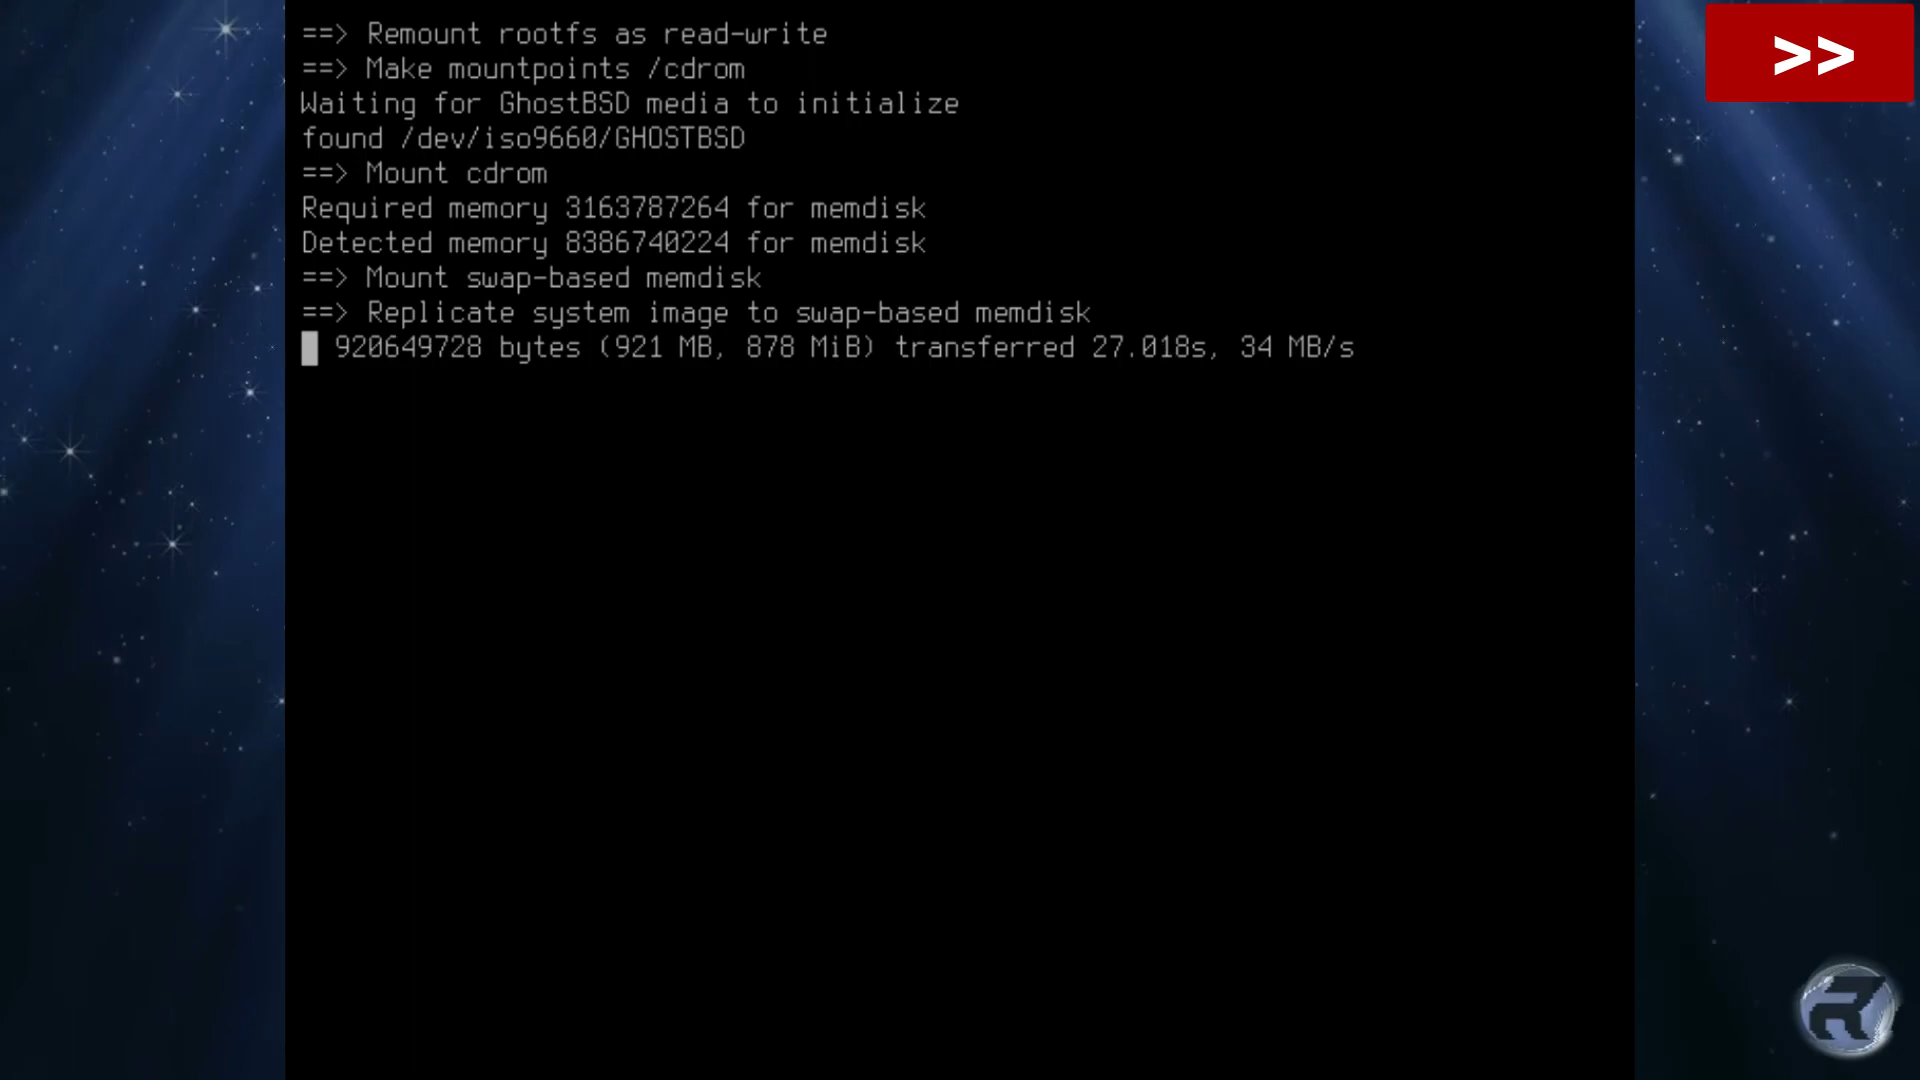 ==> Remount rootfs as read-write
>>
==> Make mountpoints /cdrom
Waiting for GhostBSD media to initialize
found /dev/iso9660/GHOSTBSD
==> Mount cdrom
Required memory 3163787264 for memdisk
Detected memory 8386740224 for memdisk
==> Mount swap-based memdisk
==> Replicate system image to swap-based memdisk
920649728 bytes (921 MB, 878 MiB) transferred 27.018s, 34 MB/s
R